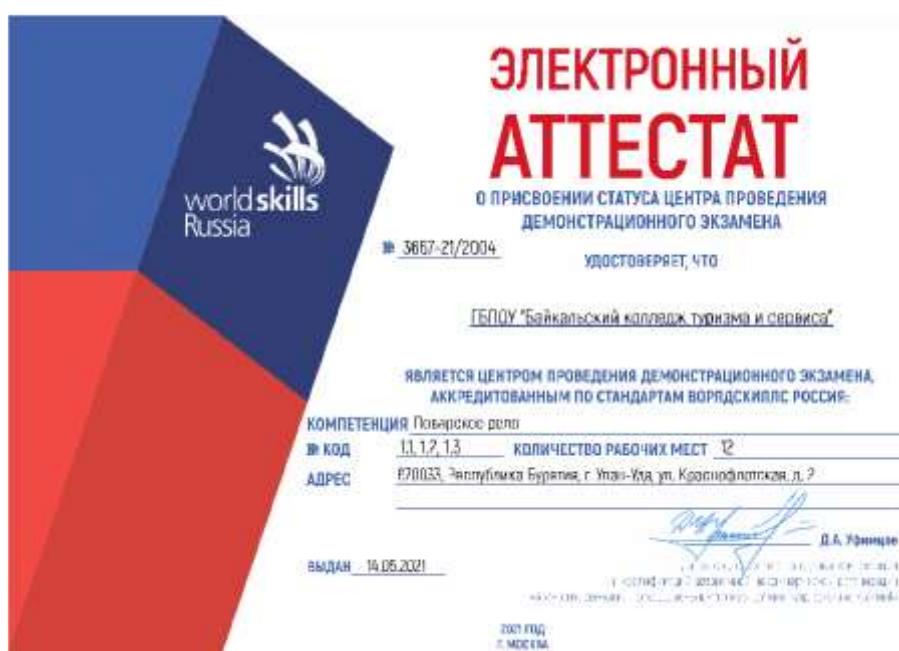 world skills
Russia
ЭЛЕКТРОННЫЙ
АТТЕСТАТ
О ПРИСВОЕНИИ СТАТУСА ЦЕНТРА ПРОВЕДЕНИЯ
ДЕМОНСТРАЦИОННОГО ЭКЗАМЕНА
№ 3667-21/2004
УДОСТОВЕРЯЕТ, ЧТО
ГБПОУ "Байкальский колледж туризма и сервиса"
ЯВЛЯЕТСЯ ЦЕНТРОМ ПРОВЕДЕНИЯ ДЕМОНСТРАЦИОННОГО ЭКЗАМЕНА,
АККРЕДИТОВАННЫМ ПО СТАНДАРТАМ ВОРЛДСКИЛЛС РОССИЯ:
КОМПЕТЕНЦИЯ Поварское дело
№ КОД 1.1, 1.2, 1.3 КОЛИЧЕСТВО РАБОЧИХ МЕСТ 12
АДРЕС 670033, Республика Бурятия, г. Улан-Удэ, ул. Краснофлотская, д. 2
Д.А. Уфимцев
ВЫДАН 14.05.2021
2021 ГОД
Г. МОСКВА